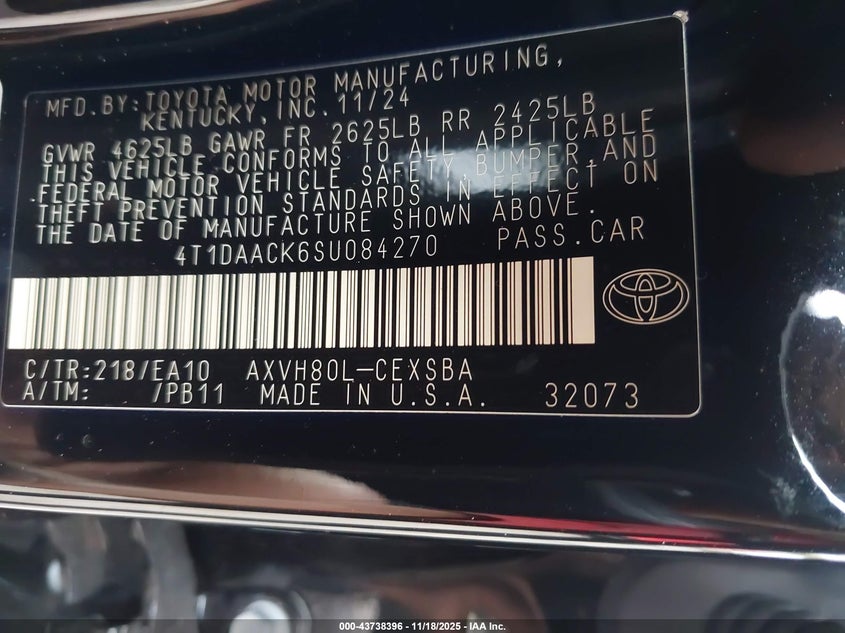 MFD.BY:TOYOTA MOTOR MANUFACTURING,
KENTUCKY,INC.11/24
GVWR 4625LB GAWR FR 2625LB RR 2425LB
THIS VEHICLE CONFORMS TO ALL APPLICABLE
FEDERAL MOTOR VEHICLE SAFETY,BUMPER,AND
THEFT PREVENTION STANDARDS IN EFFECT ON
THE DATE OF MANUFACTURE SHOWN ABOVE.
4T1DAACK6SU084270 PASS.CAR
C/TR:218/EA10 AXVH80L-CEXSBA
A/TM: /PB11 MADE IN U.S.A. 32073
000-43738396 - 11/18/2025 - IAA Inc.